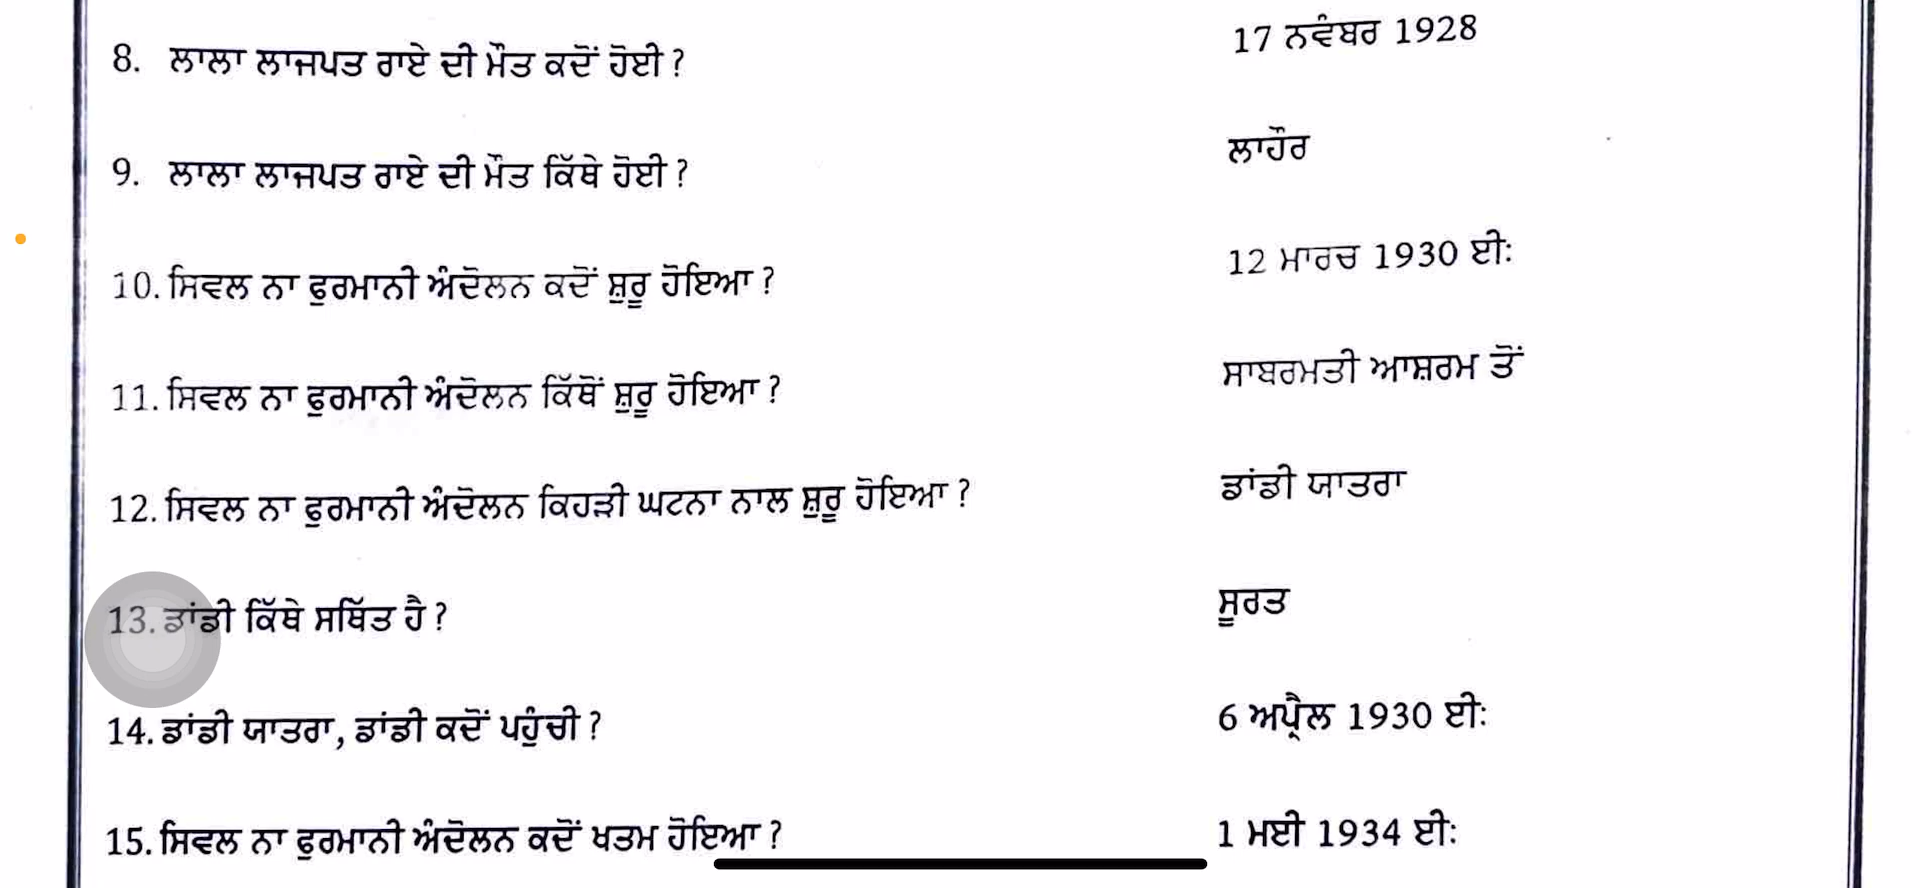 8. ਲਾਲਾ ਲਾਜਪਤ ਰਾਏ ਦੀ ਮੌਤ ਕਦੋਂ ਹੋਈ ? 17 ਨਵੰਬਰ 1928
9. ਲਾਲਾ ਲਾਜਪਤ ਰਾਏ ਦੀ ਮੌਤ ਕਿੱਥੇ ਹੋਈ ? ਲਾਹੌਰ
10. ਸਿਵਲ ਨਾ ਫੁਰਮਾਨੀ ਅੰਦੋਲਨ ਕਦੋਂ ਸ਼ੁਰੂ ਹੋਇਆ ? 12 ਮਾਰਚ 1930 ਈ:
11. ਸਿਵਲ ਨਾ ਫੁਰਮਾਨੀ ਅੰਦੋਲਨ ਕਿੱਥੋਂ ਸ਼ੁਰੂ ਹੋਇਆ ? ਸਾਬਰਮਤੀ ਆਸ਼ਰਮ ਤੋਂ
12. ਸਿਵਲ ਨਾ ਫੁਰਮਾਨੀ ਅੰਦੋਲਨ ਕਿਹੜੀ ਘਟਨਾ ਨਾਲ ਸ਼ੁਰੂ ਹੋਇਆ ? ਡਾਂਡੀ ਯਾਤਰਾ
13. ਡਾਂਡੀ ਕਿੱਥੇ ਸਥਿੱਤ ਹੈ ? ਸੂਰਤ
14. ਡਾਂਡੀ ਯਾਤਰਾ, ਡਾਂਡੀ ਕਦੋਂ ਪਹੁੰਚੀ ? 6 ਅਪ੍ਰੈਲ 1930 ਈ:
15. ਸਿਵਲ ਨਾ ਫੁਰਮਾਨੀ ਅੰਦੋਲਨ ਕਦੋਂ ਖਤਮ ਹੋਇਆ ? 1 ਮਈ 1934 ਈ: